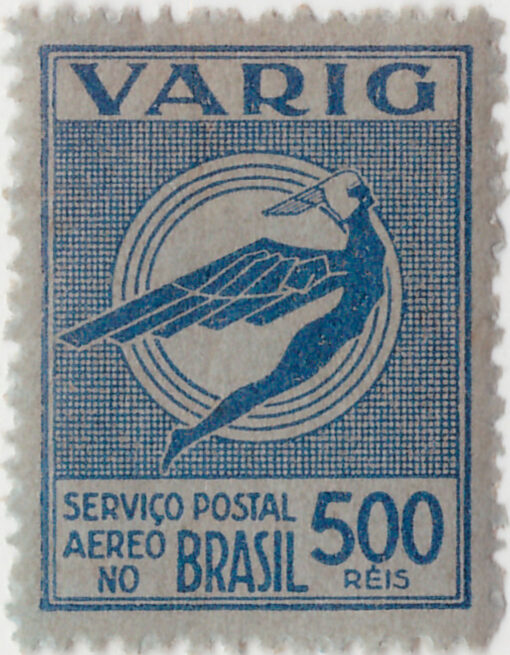 VARIG
SERVIÇO POSTAL
AEREO
NO BRASIL
500
RÉIS